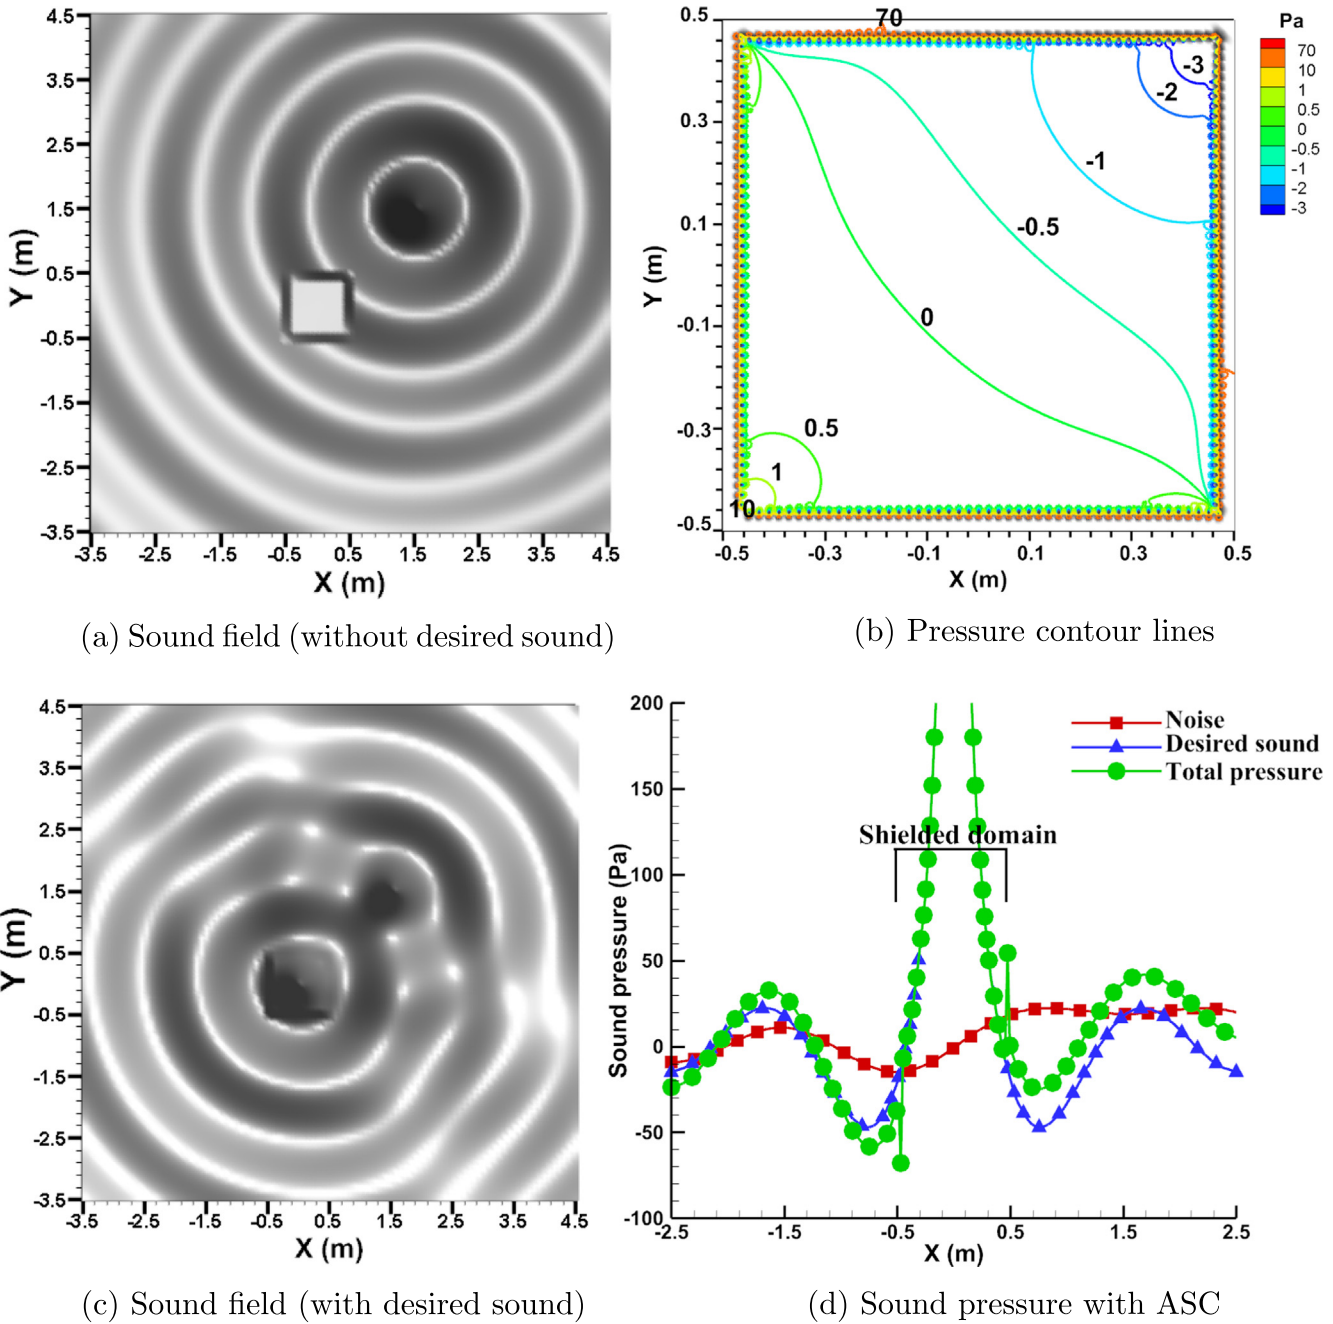 4.5
3.5
2.5
1.5
0.5
-0.5
-1.5
-2.5
-3.5
Y (m)
-3.5 -2.5 -1.5 -0.5 0.5 1.5 2.5 3.5 4.5
X (m)
(a) Sound field (without desired sound)
0.5
0.3
0.1
-0.1
-0.3
-0.5
Y (m)
70
-3
-2
-1
-0.5
0
0.5
1
10
-0.5 -0.3 -0.1 0.1 0.3 0.5
X (m)
Pa
70
10
1
0.5
0
-0.5
-1
-2
-3
(b) Pressure contour lines
4.5
3.5
2.5
1.5
0.5
-0.5
-1.5
-2.5
-3.5
Y (m)
-3.5 -2.5 -1.5 -0.5 0.5 1.5 2.5 3.5 4.5
X (m)
(c) Sound field (with desired sound)
200
150
100
50
0
-50
-100
Sound pressure (Pa)
Noise
Desired sound
Total pressure
Shielded domain
-2.5 -1.5 -0.5 0.5 1.5 2.5
X (m)
(d) Sound pressure with ASC